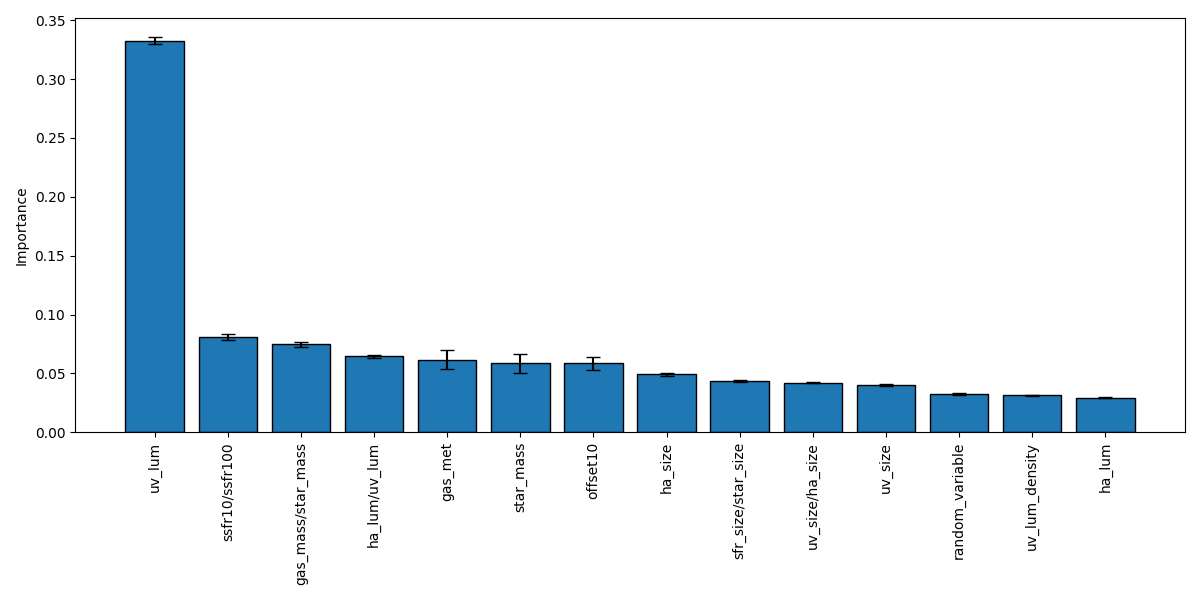 0.35
0.30
0.25
0.20
0.15
0.10
0.05
0.00
Importance
uv_lum
ssfr10/ssfr100
gas_mass/star_mass
ha_lum/uv_lum
gas_met
star_mass
offset10
ha_size
sfr_size/star_size
uv_size/ha_size
uv_size
random_variable
uv_lum_density
ha_lum